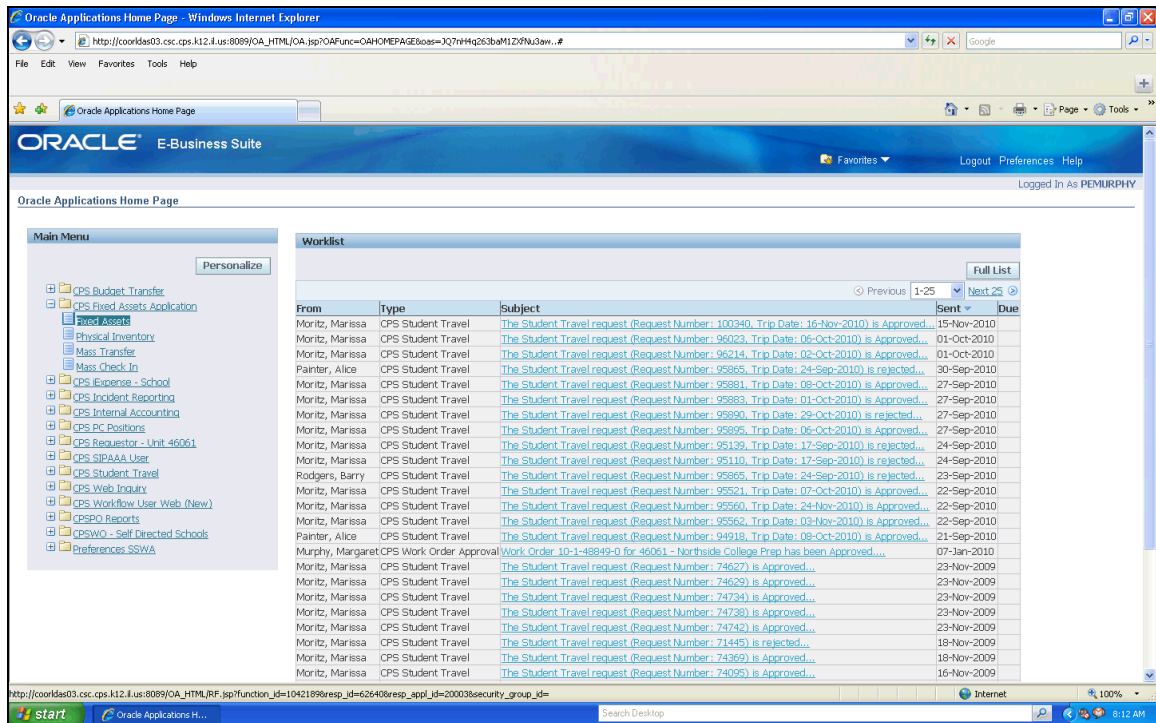 Oracle Applications Home Page - Windows Internet Explorer
http://coorldas03.csc.cps.k12.il.us:8089/OA_HTML/OA.jsp?OAFunc=OAHOMEPAGE&oas=JQ7nH4q263baM1ZXfNu3aw..#
Google
File Edit View Favorites Tools Help
Oracle Applications Home Page
Page Tools
ORACLE E-Business Suite
Favorites Logout Preferences Help
Logged In As PEMURPHY
Oracle Applications Home Page
Main Menu
Personalize
CPS Budget Transfer
CPS Fixed Assets Application
Fixed Assets
Physical Inventory
Mass Transfer
Mass Check In
CPS iExpense - School
CPS Incident Reporting
CPS Internal Accounting
CPS PC Positions
CPS Requestor - Unit 46061
CPS SIPAAA User
CPS Student Travel
CPS Web Inquiry
CPS Workflow User Web (New)
CPSPO Reports
CPSWO - Self Directed Schools
Preferences SSWA
Worklist
Full List
Previous 1-25 Next 25
From Type Subject Sent Due
Moritz, Marissa CPS Student Travel The Student Travel request (Request Number: 100340, Trip Date: 16-Nov-2010) is Approved... 15-Nov-2010
Moritz, Marissa CPS Student Travel The Student Travel request (Request Number: 96023, Trip Date: 06-Oct-2010) is Approved... 01-Oct-2010
Moritz, Marissa CPS Student Travel The Student Travel request (Request Number: 96214, Trip Date: 02-Oct-2010) is Approved... 01-Oct-2010
Painter, Alice CPS Student Travel The Student Travel request (Request Number: 95865, Trip Date: 24-Sep-2010) is rejected... 30-Sep-2010
Moritz, Marissa CPS Student Travel The Student Travel request (Request Number: 95881, Trip Date: 08-Oct-2010) is Approved... 27-Sep-2010
Moritz, Marissa CPS Student Travel The Student Travel request (Request Number: 95883, Trip Date: 01-Oct-2010) is Approved... 27-Sep-2010
Moritz, Marissa CPS Student Travel The Student Travel request (Request Number: 95890, Trip Date: 29-Oct-2010) is rejected... 27-Sep-2010
Moritz, Marissa CPS Student Travel The Student Travel request (Request Number: 95895, Trip Date: 06-Oct-2010) is Approved... 27-Sep-2010
Moritz, Marissa CPS Student Travel The Student Travel request (Request Number: 95139, Trip Date: 17-Sep-2010) is rejected... 24-Sep-2010
Moritz, Marissa CPS Student Travel The Student Travel request (Request Number: 95110, Trip Date: 17-Sep-2010) is rejected... 24-Sep-2010
Rodgers, Barry CPS Student Travel The Student Travel request (Request Number: 95865, Trip Date: 24-Sep-2010) is rejected... 23-Sep-2010
Moritz, Marissa CPS Student Travel The Student Travel request (Request Number: 95521, Trip Date: 07-Oct-2010) is Approved... 22-Sep-2010
Moritz, Marissa CPS Student Travel The Student Travel request (Request Number: 95560, Trip Date: 24-Nov-2010) is Approved... 22-Sep-2010
Moritz, Marissa CPS Student Travel The Student Travel request (Request Number: 95562, Trip Date: 03-Nov-2010) is Approved... 22-Sep-2010
Painter, Alice CPS Student Travel The Student Travel request (Request Number: 94918, Trip Date: 08-Oct-2010) is Approved... 21-Sep-2010
Murphy, Margaret CPS Work Order Approval Work Order 10-1-48849-0 for 46061 - Northside College Prep has been Approved.... 07-Jan-2010
Moritz, Marissa CPS Student Travel The Student Travel request (Request Number: 74627) is Approved... 23-Nov-2009
Moritz, Marissa CPS Student Travel The Student Travel request (Request Number: 74629) is Approved... 23-Nov-2009
Moritz, Marissa CPS Student Travel The Student Travel request (Request Number: 74734) is Approved... 23-Nov-2009
Moritz, Marissa CPS Student Travel The Student Travel request (Request Number: 74738) is Approved... 23-Nov-2009
Moritz, Marissa CPS Student Travel The Student Travel request (Request Number: 74742) is Approved... 23-Nov-2009
Moritz, Marissa CPS Student Travel The Student Travel request (Request Number: 71445) is rejected... 18-Nov-2009
Moritz, Marissa CPS Student Travel The Student Travel request (Request Number: 74369) is Approved... 18-Nov-2009
Moritz, Marissa CPS Student Travel The Student Travel request (Request Number: 74095) is Approved... 16-Nov-2009
http://coorldas03.csc.cps.k12.il.us:8089/OA_HTML/RF.jsp?function_id=1042189&resp_id=62640&resp_appl_id=20003&security_group_id=
Internet 100%
start Oracle Applications H... Search Desktop 8:12 AM